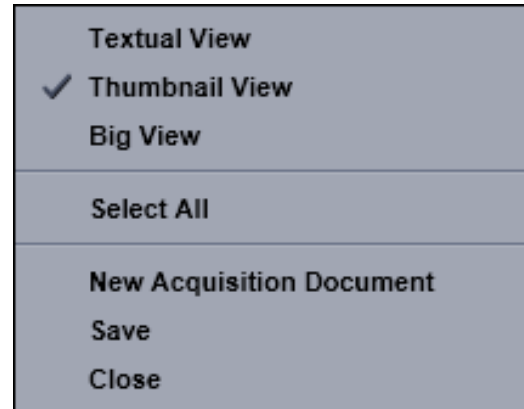 Textual View
Thumbnail View
Big View
Select All
New Acquisition Document
Save
Close